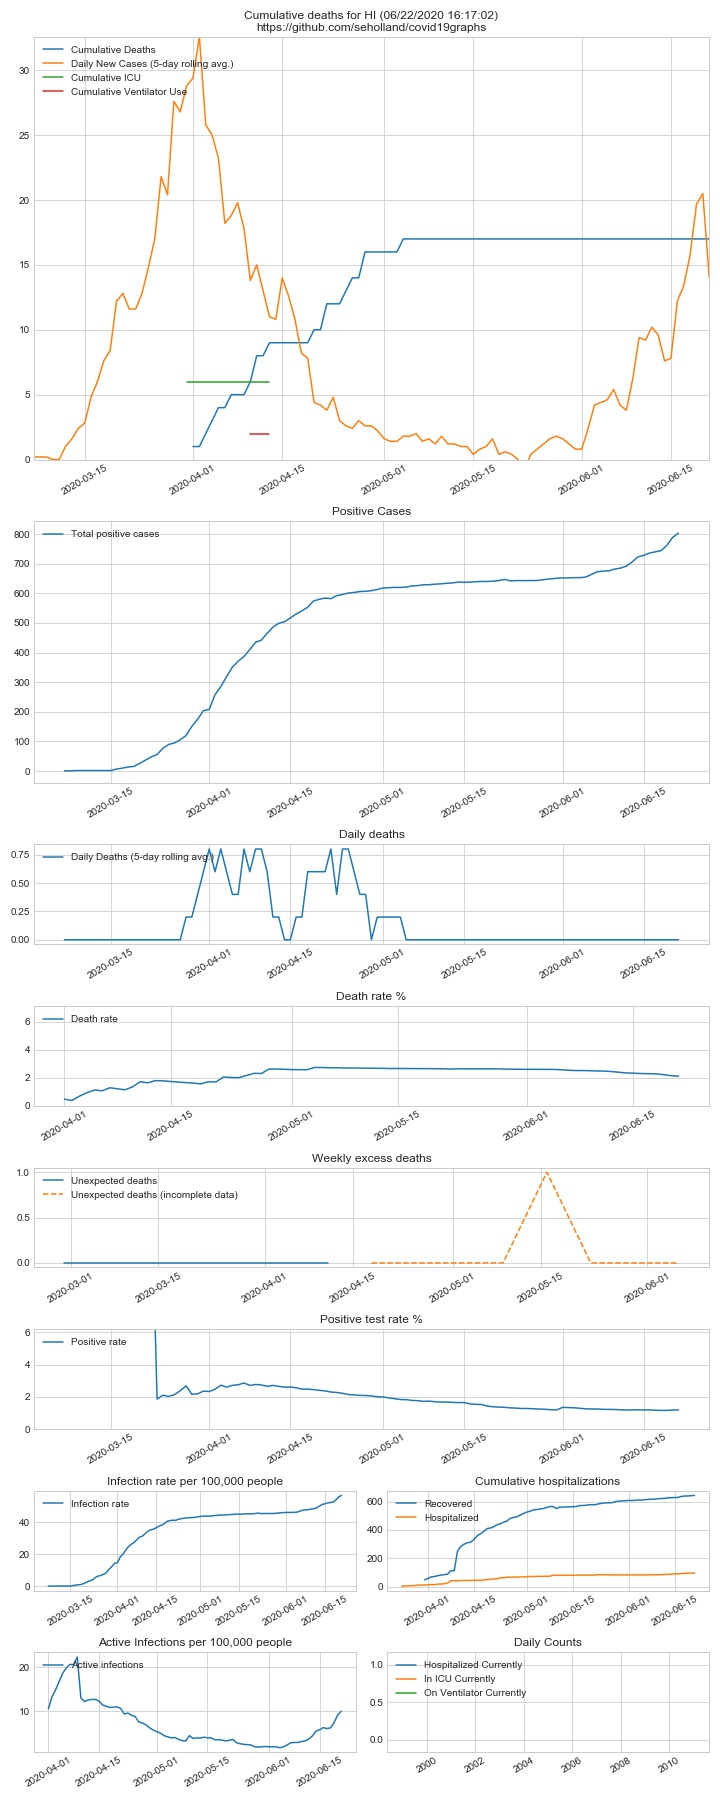 Cumulative deaths for HI (06/22/2020 16:17:02)
https://github.com/seholland/covid19graphs
Cumulative Deaths
Daily New Cases (5-day rolling avg.)
Cumulative ICU
Cumulative Ventilator Use
30
25
20
15
10
5
0
2020-03-15 2020-04-01 2020-04-15 2020-05-01 2020-05-15 2020-06-01 2020-06-15
Positive Cases
Total positive cases
800
700
600
500
400
300
200
100
0
2020-03-15 2020-04-01 2020-04-15 2020-05-01 2020-05-15 2020-06-01 2020-06-15
Daily deaths
Daily Deaths (5-day rolling avg.)
0.75
0.50
0.25
0.00
2020-03-15 2020-04-01 2020-04-15 2020-05-01 2020-05-15 2020-06-01 2020-06-15
Death rate %
Death rate
6
4
2
0
2020-04-01 2020-04-15 2020-05-01 2020-05-15 2020-06-01 2020-06-15
Weekly excess deaths
Unexpected deaths
Unexpected deaths (incomplete data)
1.0
0.5
0.0
2020-03-01 2020-03-15 2020-04-01 2020-04-15 2020-05-01 2020-05-15 2020-06-01
Positive test rate %
Positive rate
6
4
2
0
2020-03-15 2020-04-01 2020-04-15 2020-05-01 2020-05-15 2020-06-01 2020-06-15
Infection rate per 100,000 people
Infection rate
40
20
0
2020-03-15 2020-04-01 2020-04-15 2020-05-01 2020-05-15 2020-06-01 2020-06-15
Cumulative hospitalizations
Recovered
Hospitalized
600
400
200
0
2020-04-01 2020-04-15 2020-05-01 2020-05-15 2020-06-01 2020-06-15
Active Infections per 100,000 people
Active infections
20
10
2020-04-01 2020-04-15 2020-05-01 2020-05-15 2020-06-01 2020-06-15
Daily Counts
Hospitalized Currently
In ICU Currently
On Ventilator Currently
1.0
0.5
0.0
2000 2002 2004 2006 2008 2010